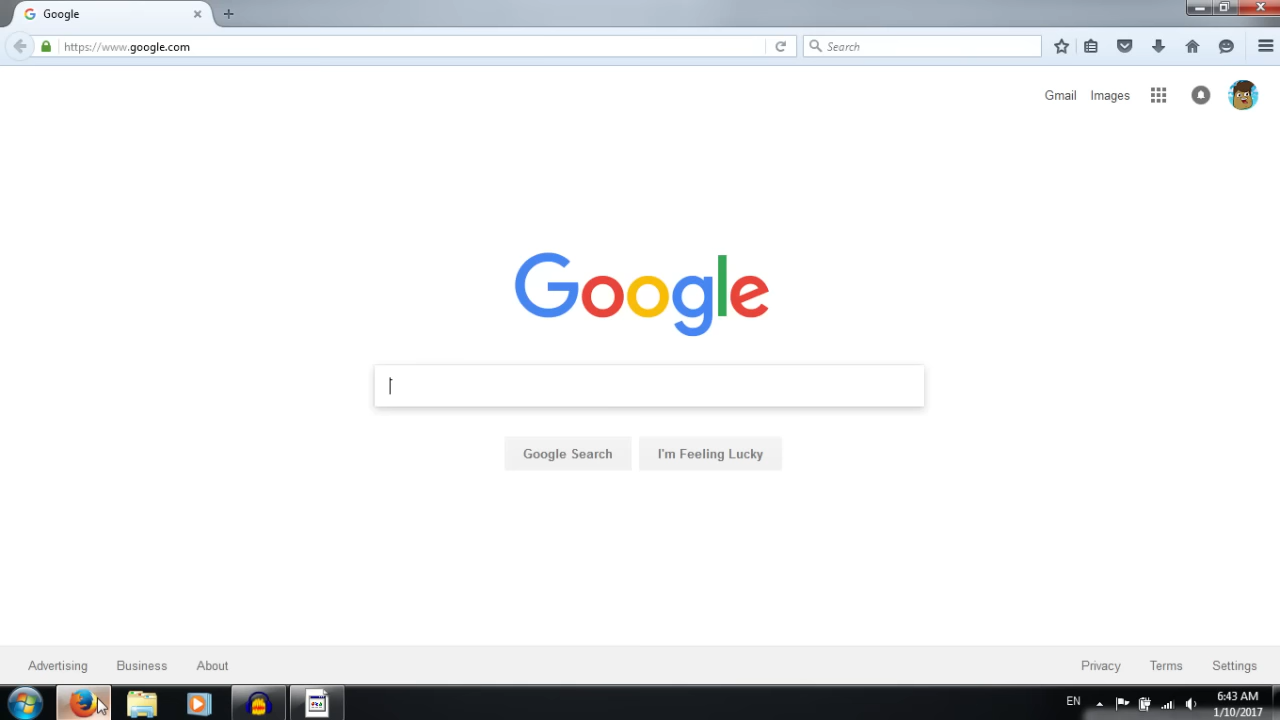 Google
https://www.google.com
Search
Gmail Images
Google
Google Search I'm Feeling Lucky
Advertising Business About Privacy Terms Settings
EN 6:43 AM
1/10/2017